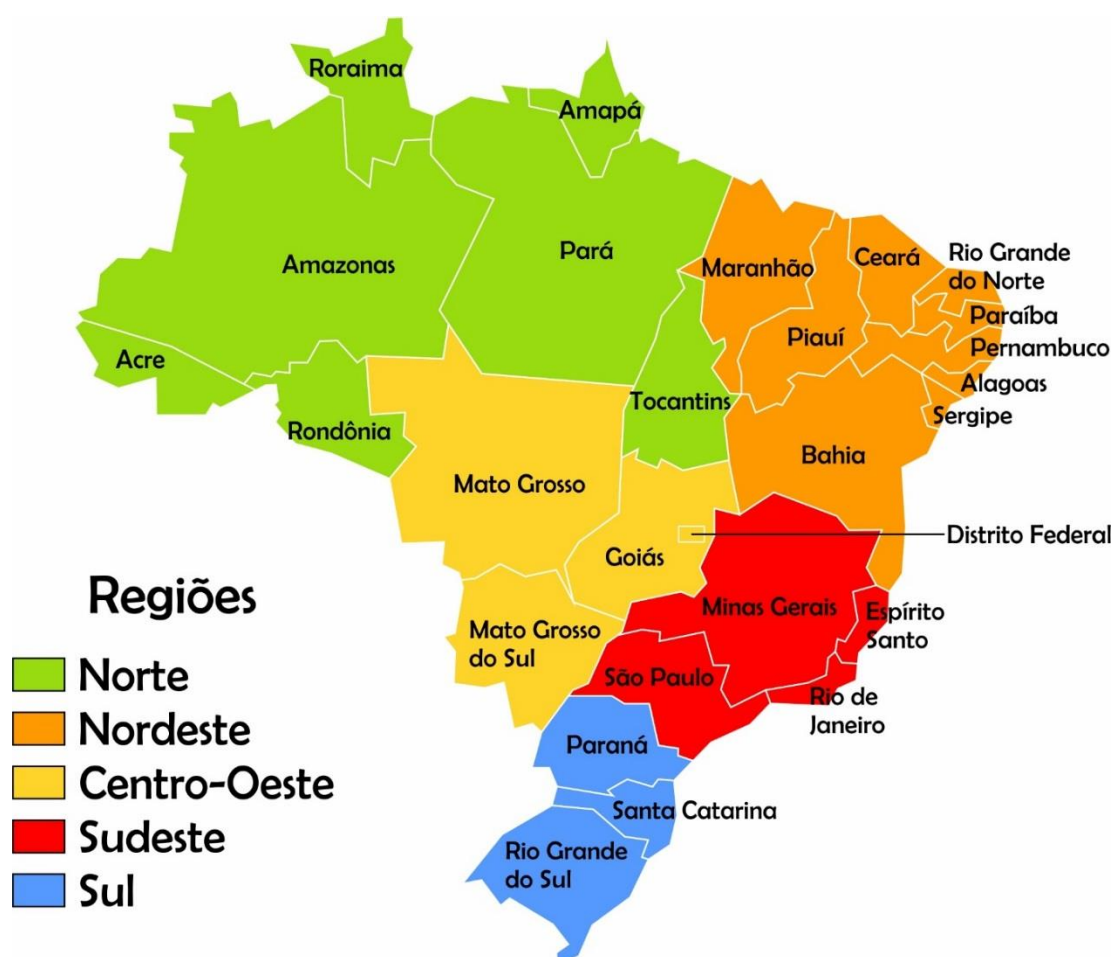 Roraima
Amapá
Amazonas
Pará
Maranhão
Ceará
Rio Grande
do Norte
Paraíba
Piauí
Pernambuco
Acre
Alagoas
Tocantins
Sergipe
Rondônia
Bahia
Mato Grosso
Distrito Federal
Goiás
Minas Gerais
Espírito
Santo
Mato Grosso
do Sul
São Paulo
Rio de
Janeiro
Paraná
Santa Catarina
Rio Grande
do Sul
Regiões
Norte
Nordeste
Centro-Oeste
Sudeste
Sul